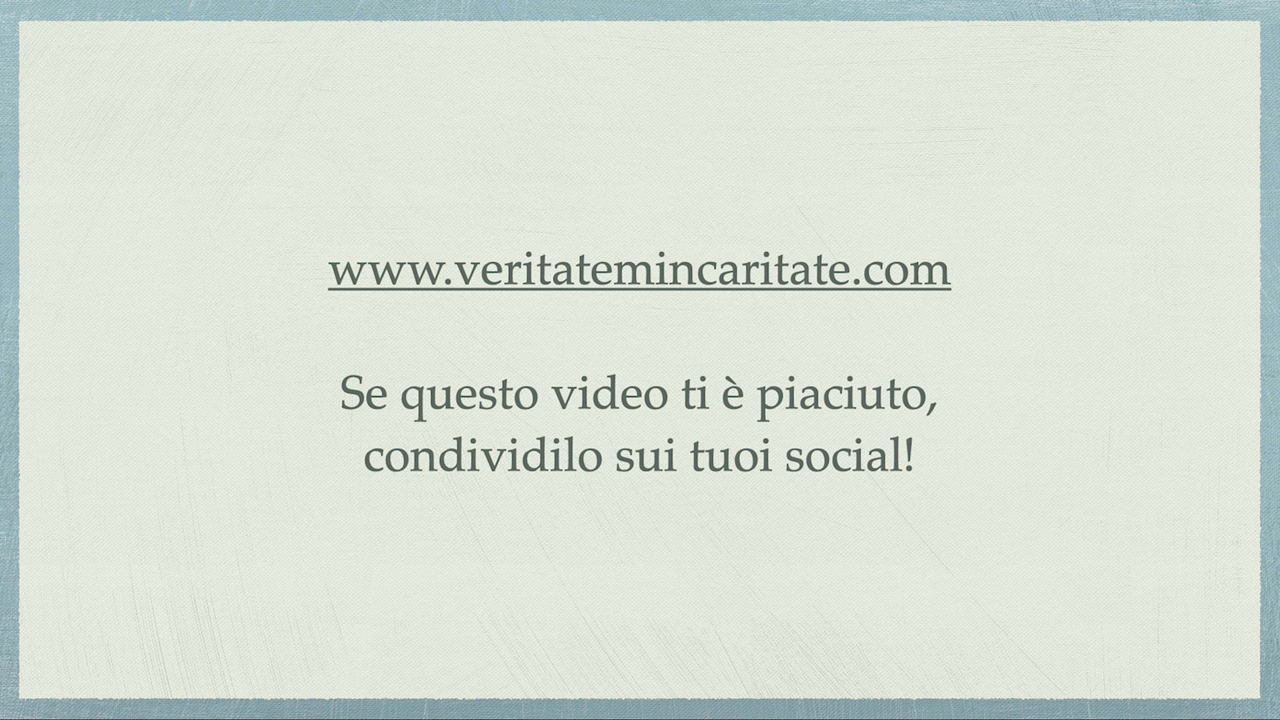 www.veritatemincaritate.com
Se questo video ti è piaciuto,
condividilo sui tuoi social!